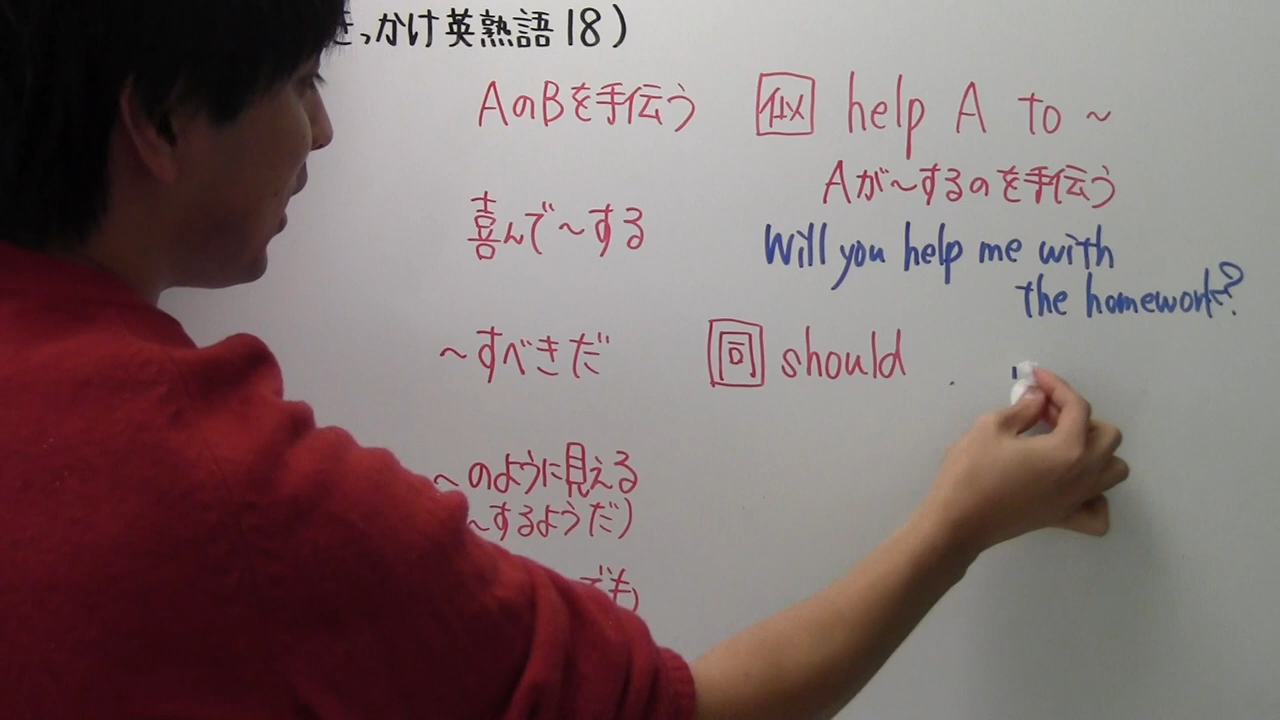 きっかけ英熟語18)
AのBを手伝う 似 help A to ~
Aが~するのを手伝う
喜んで~する
Will you help me with
the homework?
~すべきだ 同 should
~のように見える
~するようだ)
でも)